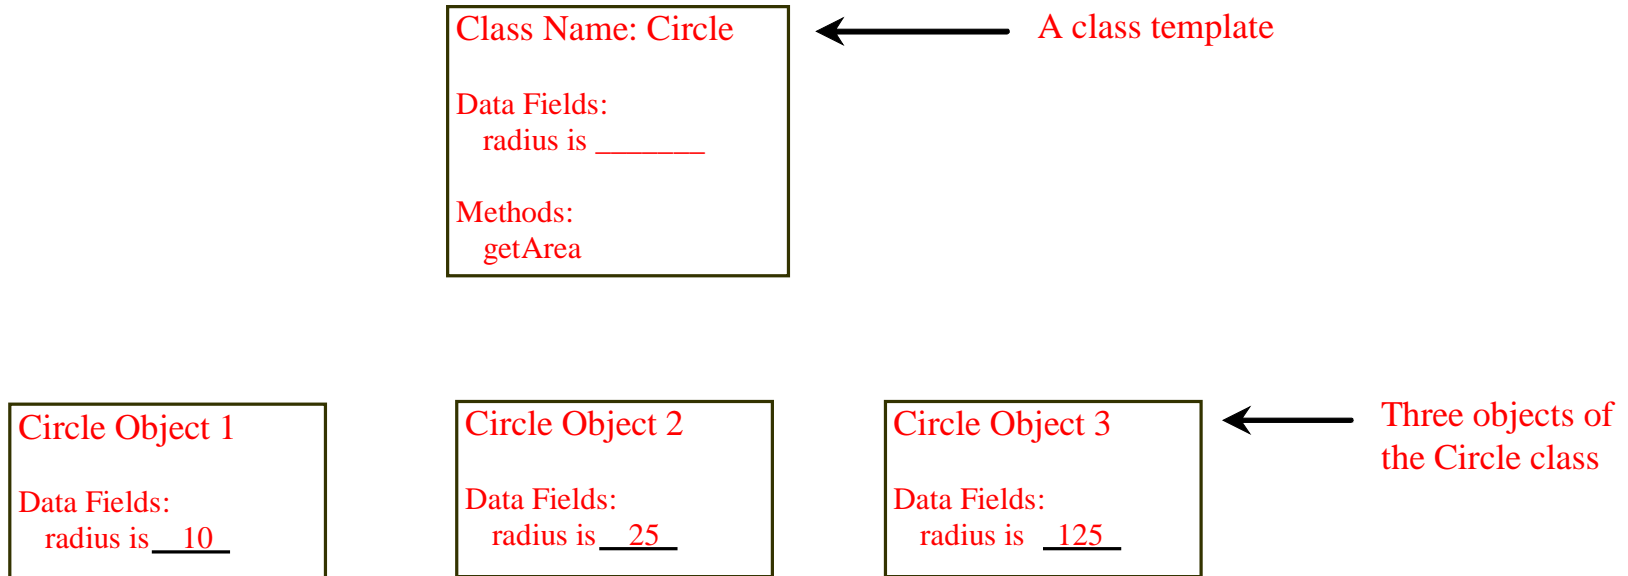 Class Name: Circle
A class template
Data Fields:
radius is _______
Methods:
getArea
Circle Object 1
Data Fields:
radius is 10
Circle Object 2
Data Fields:
radius is 25
Circle Object 3
Data Fields:
radius is 125
Three objects of
the Circle class